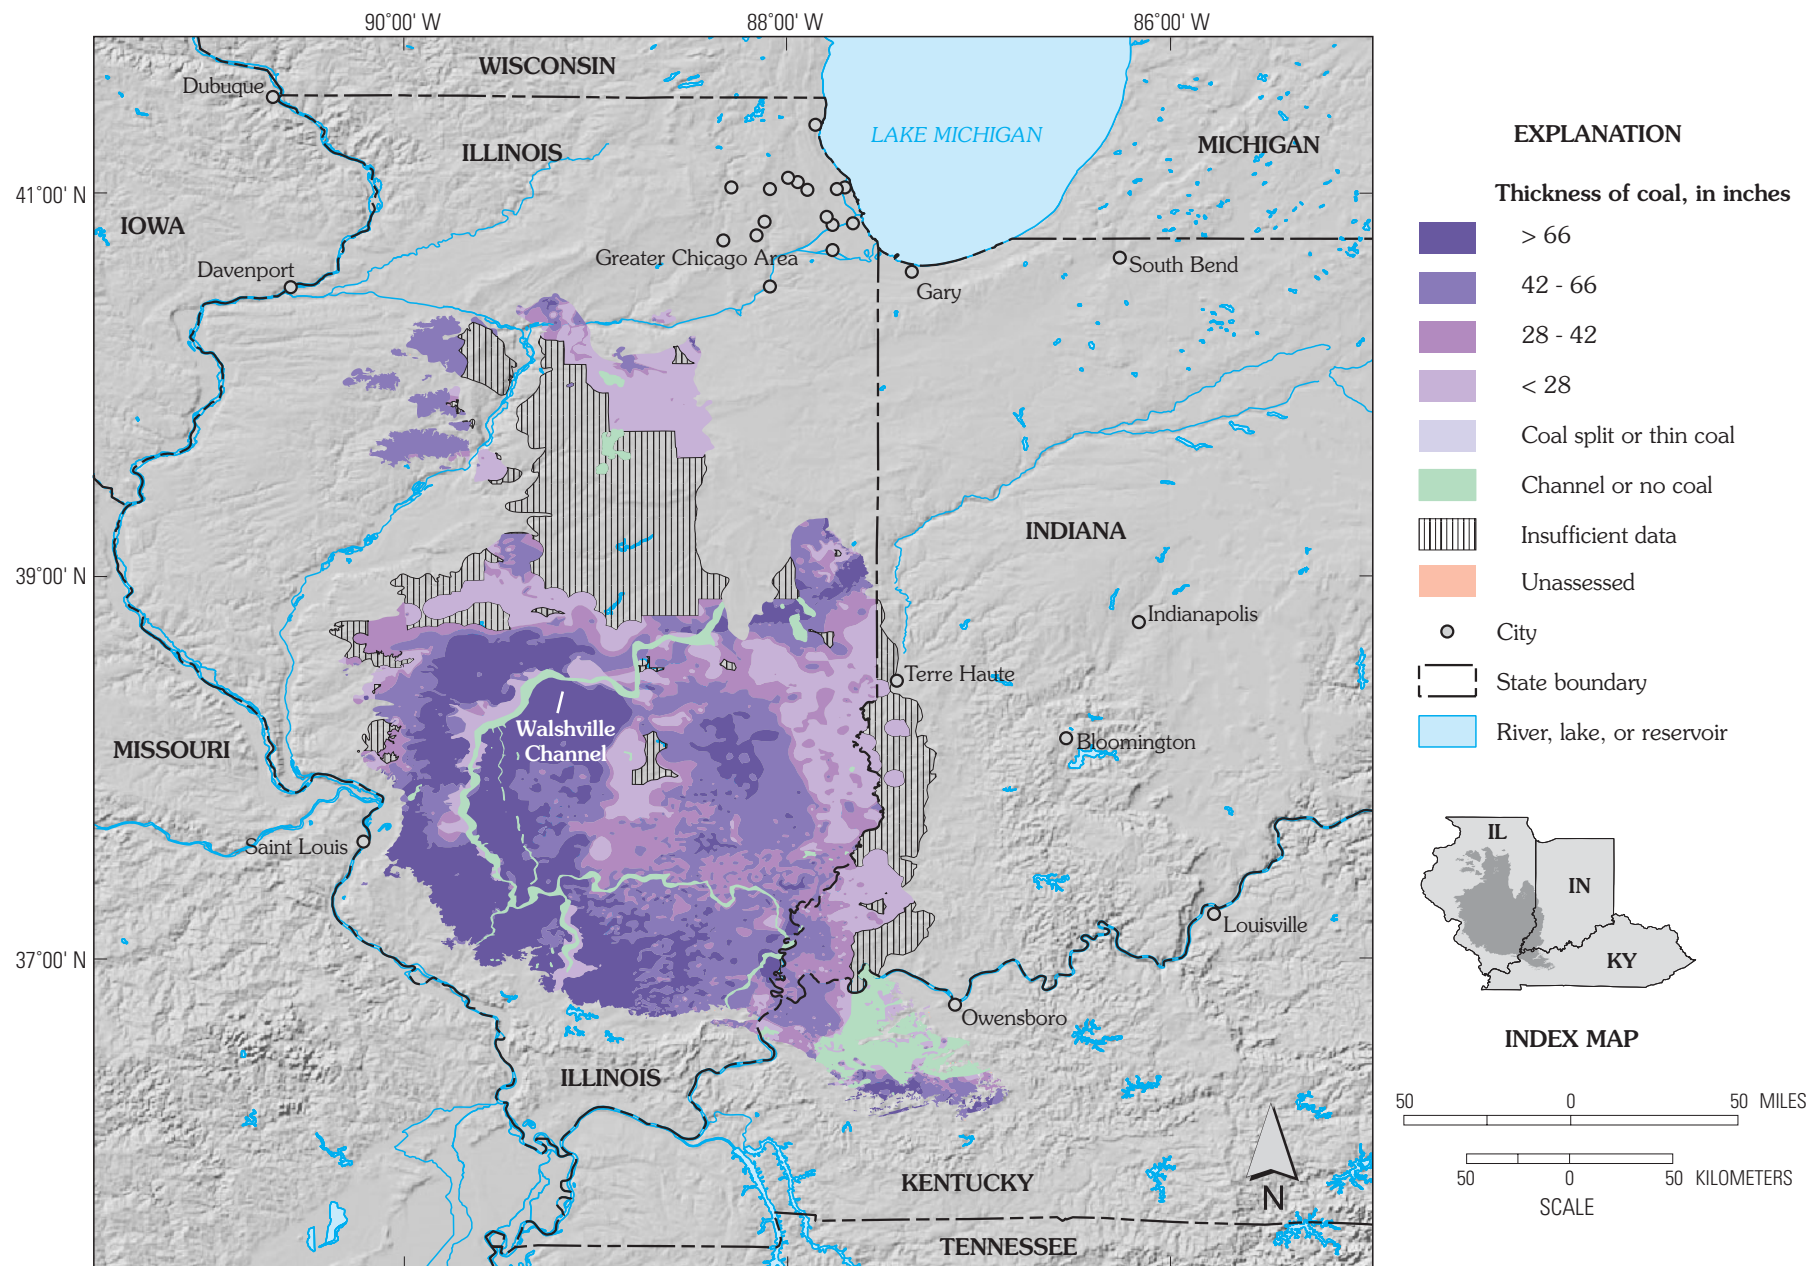 90°00' W
88°00' W
86°00' W
41°00' N
39°00' N
37°00' N
WISCONSIN
Dubuque
LAKE MICHIGAN
MICHIGAN
ILLINOIS
IOWA
Davenport
Greater Chicago Area
Gary
South Bend
INDIANA
Indianapolis
Terre Haute
Walshville
Channel
MISSOURI
Bloomington
Saint Louis
Louisville
Owensboro
ILLINOIS
KENTUCKY
TENNESSEE
N
EXPLANATION
Thickness of coal, in inches
> 66
42 - 66
28 - 42
< 28
Coal split or thin coal
Channel or no coal
Insufficient data
Unassessed
City
State boundary
River, lake, or reservoir
IL
IN
KY
INDEX MAP
50 0 50 MILES
50 0 50 KILOMETERS
SCALE